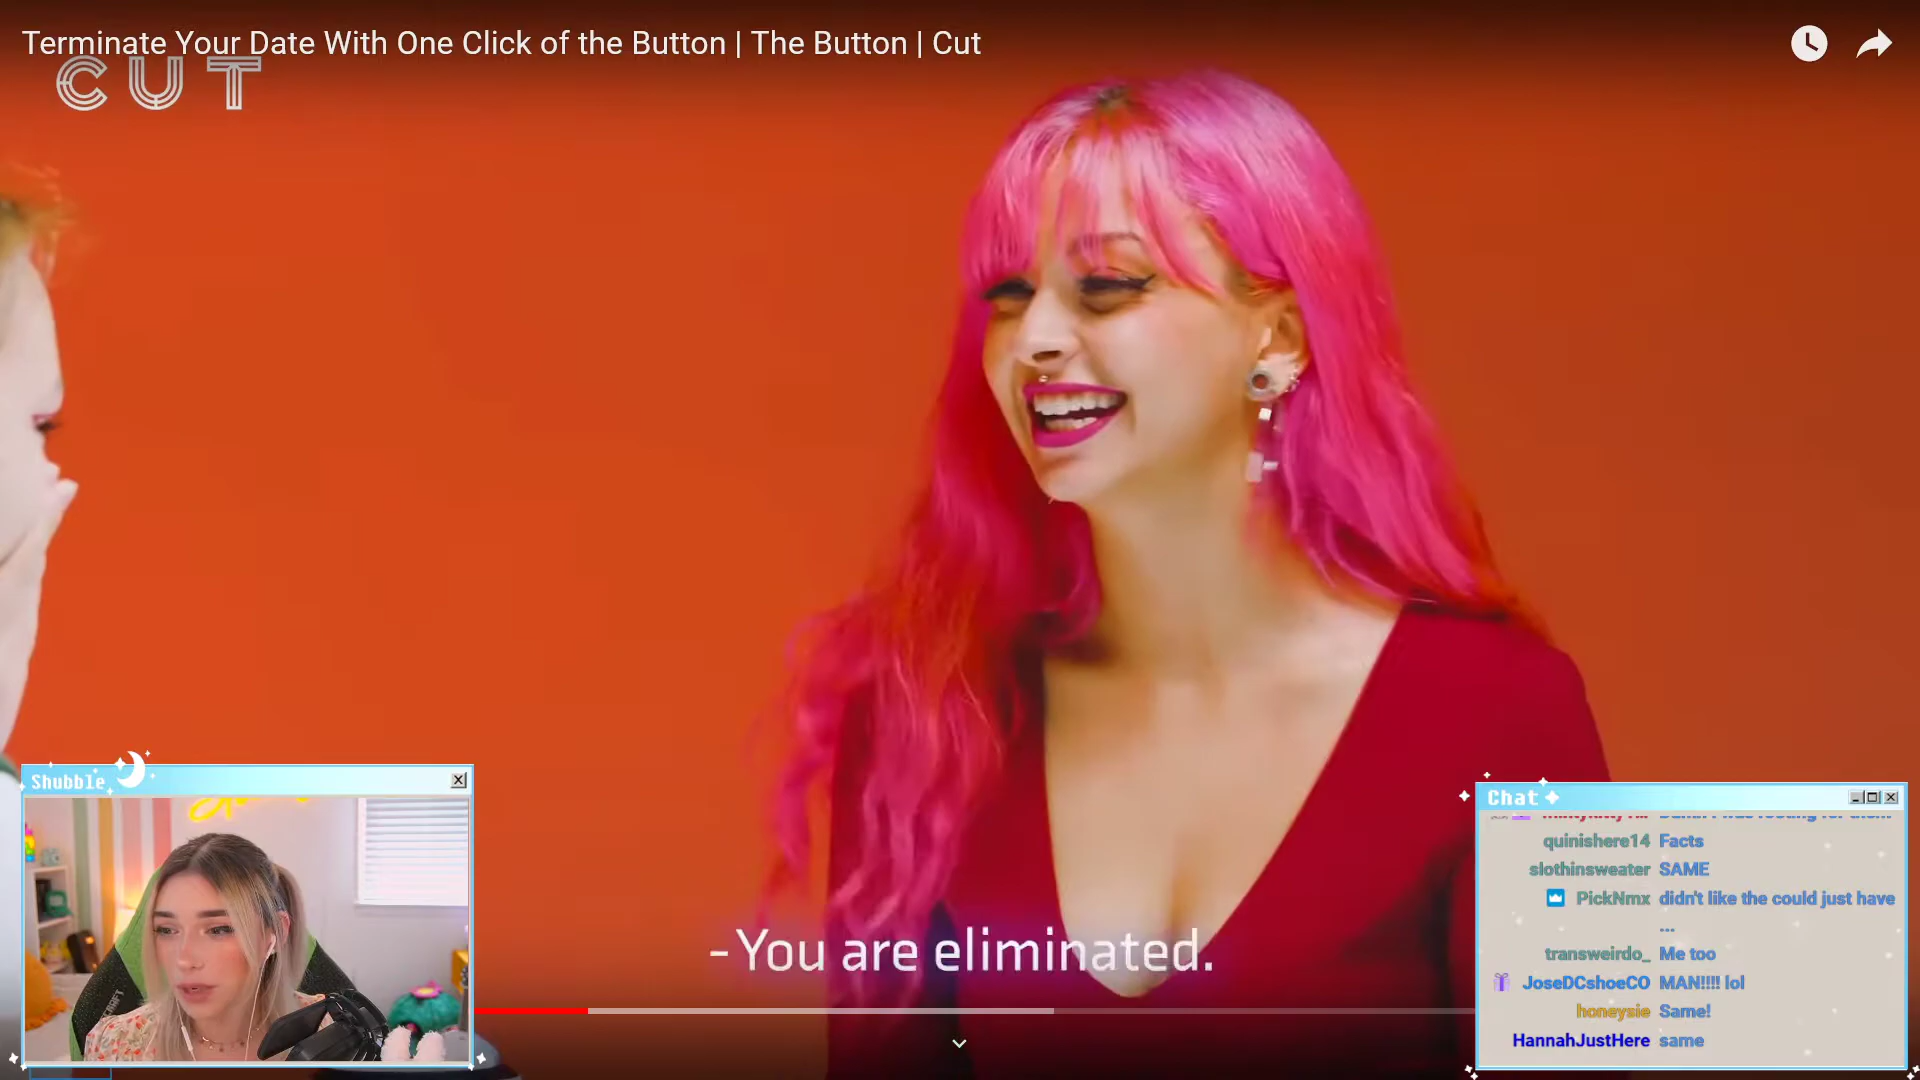 Terminate Your Date With One Click of the Button | The Button | Cut
CUT
-You are eliminated.
Shubble
Chat
quinishere14 Facts
slothinsweater SAME
PickNmx didn't like the could just have
...
transweirdo_ Me too
JoseDCshoeCO MAN!!!! lol
honeysie Same!
HannahJustHere same